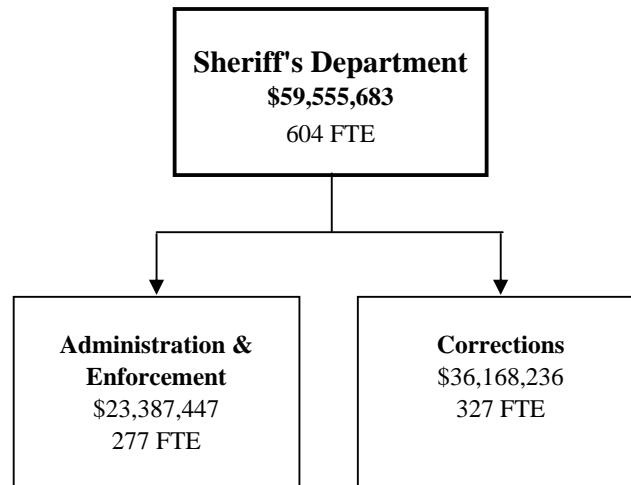 Sheriff's Department
$59,555,683
604 FTE
Administration &
Enforcement
$23,387,447
277 FTE
Corrections
$36,168,236
327 FTE